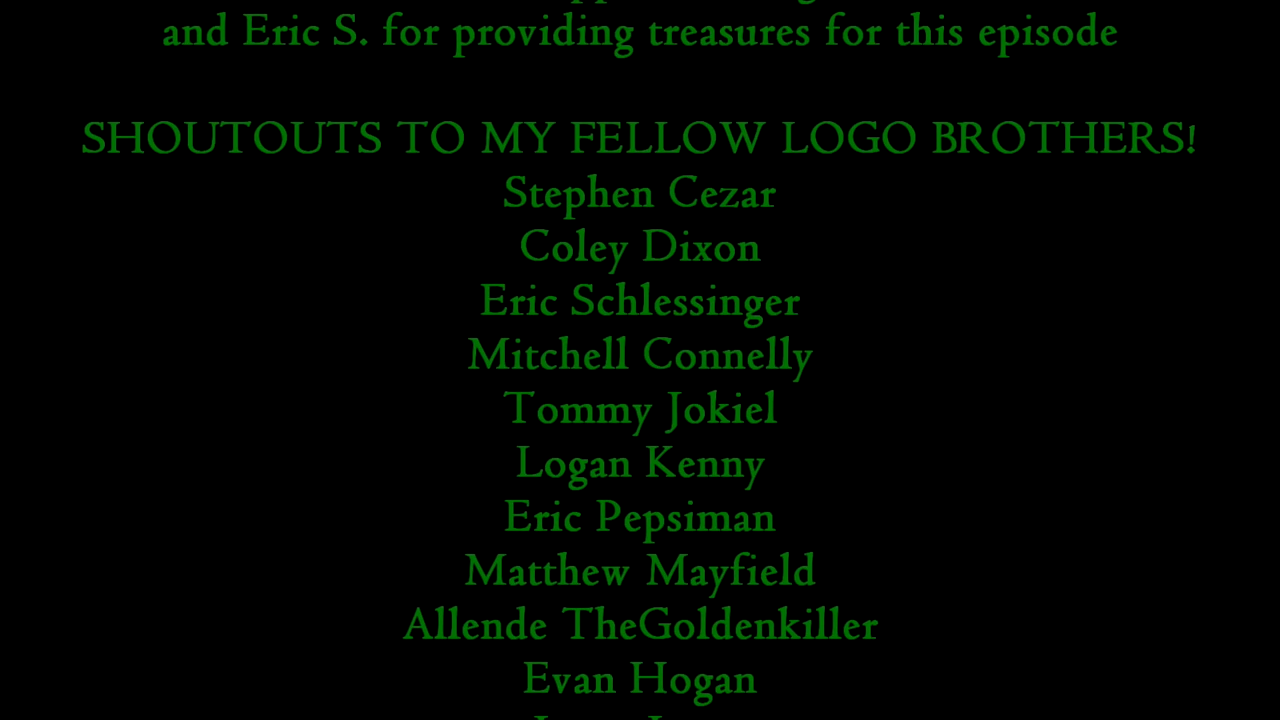 and Eric S. for providing treasures for this episode
SHOUTOUTS TO MY FELLOW LOGO BROTHERS!
Stephen Cezar
Coley Dixon
Eric Schlessinger
Mitchell Connelly
Tommy Jokiel
Logan Kenny
Eric Pepsiman
Matthew Mayfield
Allende TheGoldenkiller
Evan Hogan